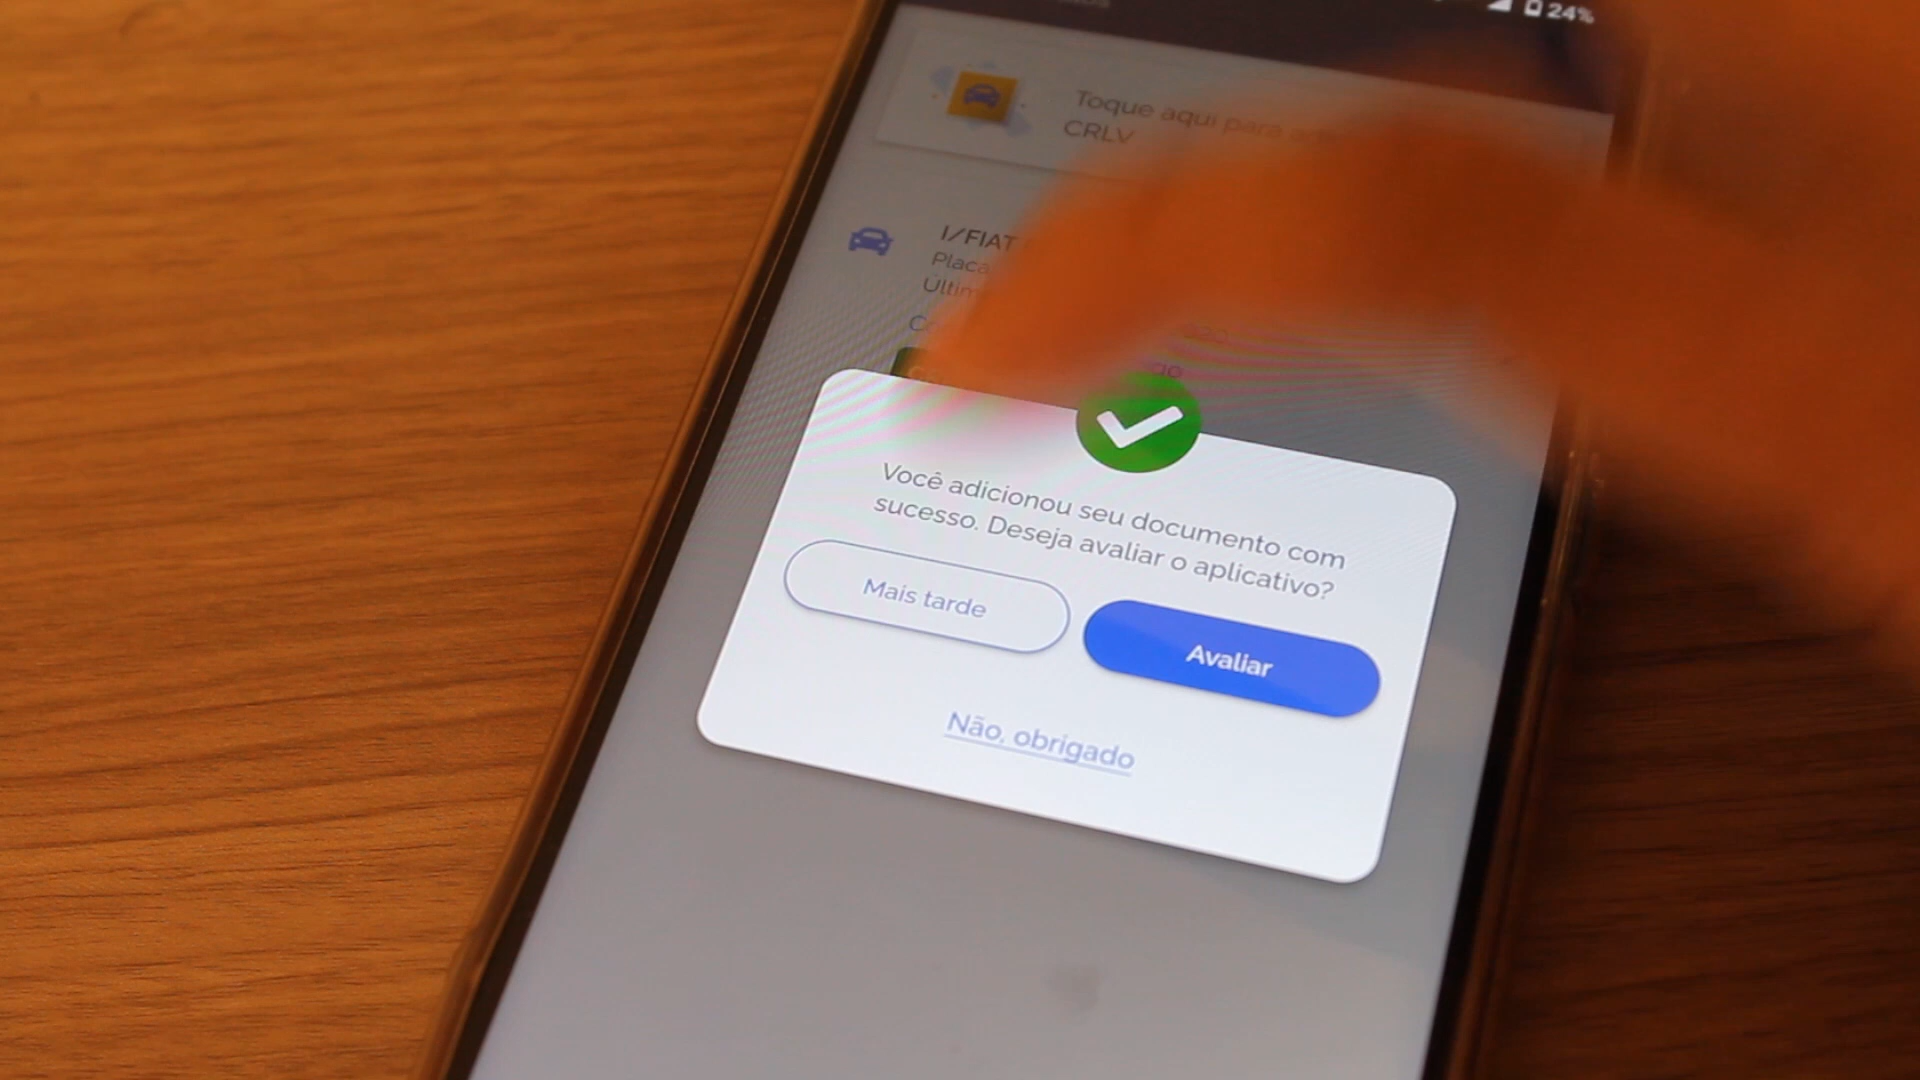 24%
Toque aqui para
CRLV
I/FIAT
Placa
Você adicionou seu documento com
sucesso. Deseja avaliar o aplicativo?
Mais tarde
Avaliar
Não, obrigado